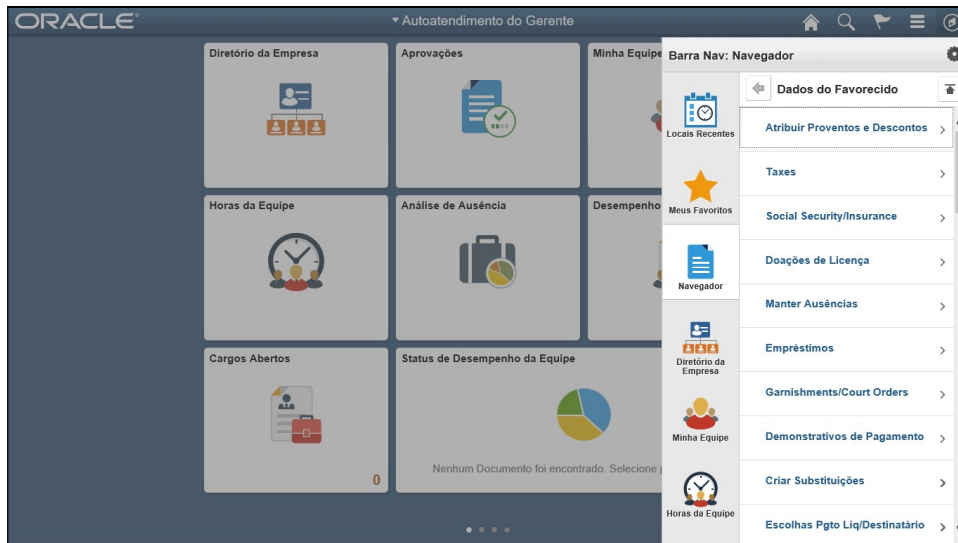 ORACLE
Autoatendimento do Gerente
Diretório da Empresa
Aprovações
Minha Equipe
Horas da Equipe
Análise de Ausência
Desempenho
Cargos Abertos
0
Status de Desempenho da Equipe
Nenhum Documento foi encontrado. Selecione
Barra Nav: Navegador
Locais Recentes
Meus Favoritos
Navegador
Diretório da
Empresa
Minha Equipe
Horas da Equipe
Dados do Favorecido
Atribuir Proventos e Descontos
Taxes
Social Security/Insurance
Doações de Licença
Manter Ausências
Empréstimos
Garnishments/Court Orders
Demonstrativos de Pagamento
Criar Substituições
Escolhas Pgto Liq/Destinatário